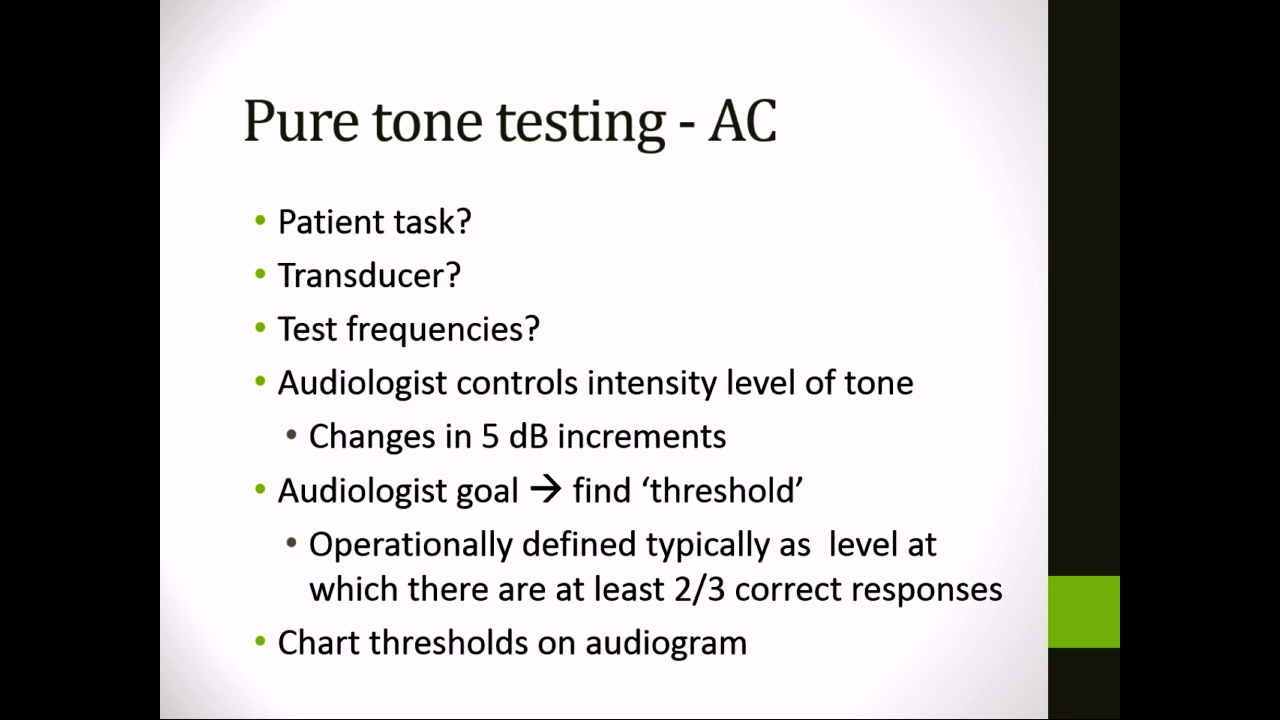 Pure tone testing - AC
• Patient task?
• Transducer?
• Test frequencies?
• Audiologist controls intensity level of tone
• Changes in 5 dB increments
• Audiologist goal → find ‘threshold’
• Operationally defined typically as  level at
which there are at least 2/3 correct responses
• Chart thresholds on audiogram